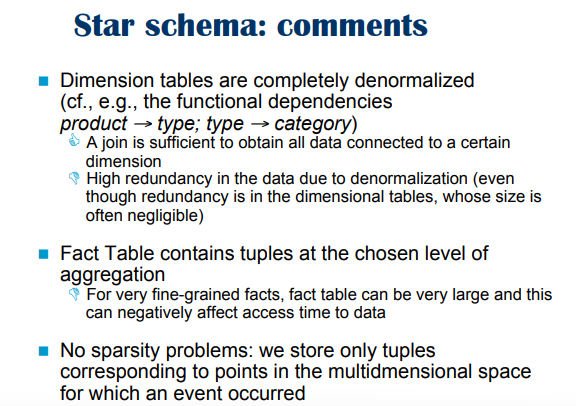 Star schema: comments
Dimension tables are completely denormalized
(cf., e.g., the functional dependencies
product → type; type → category)
A join is sufficient to obtain all data connected to a certain
dimension
High redundancy in the data due to denormalization (even
though redundancy is in the dimensional tables, whose size is
often negligible)
Fact Table contains tuples at the chosen level of
aggregation
For very fine-grained facts, fact table can be very large and this
can negatively affect access time to data
No sparsity problems: we store only tuples
corresponding to points in the multidmensional space
for which an event occurred